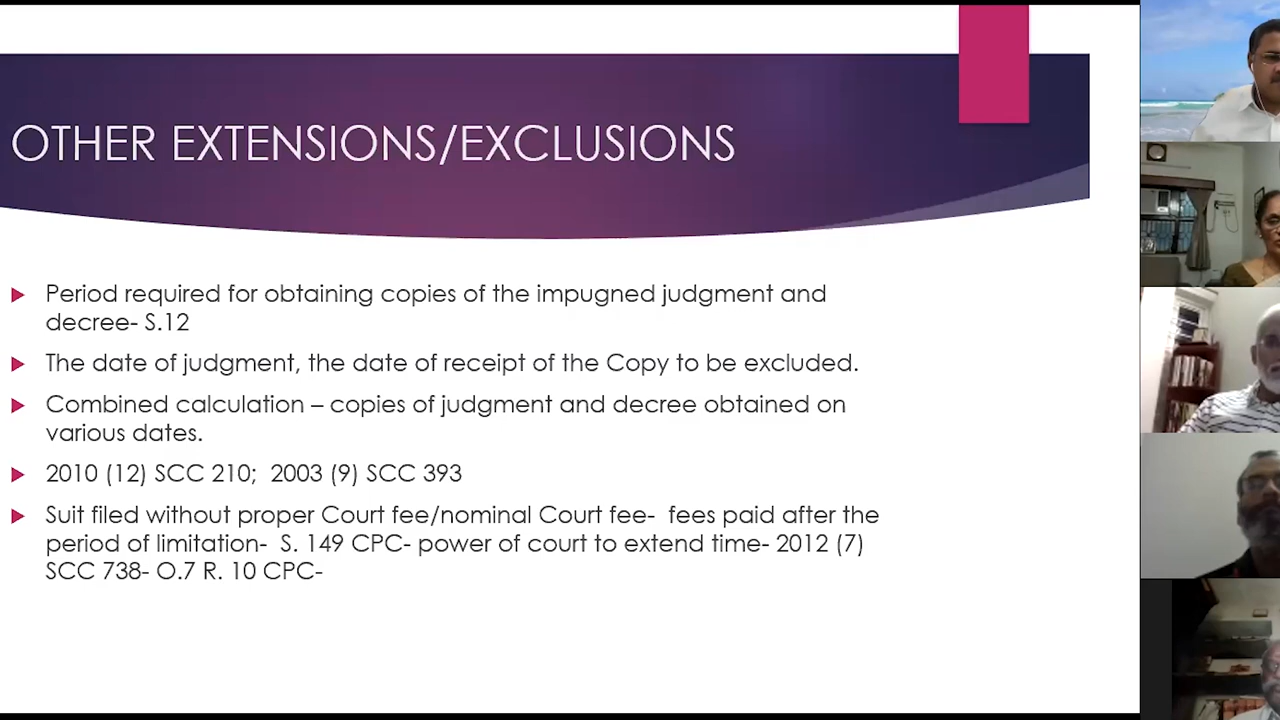 OTHER EXTENSIONS/EXCLUSIONS
Period required for obtaining copies of the impugned judgment and
decree- S.12
The date of judgment, the date of receipt of the Copy to be excluded.
Combined calculation – copies of judgment and decree obtained on
various dates.
2010 (12) SCC 210;  2003 (9) SCC 393
Suit filed without proper Court fee/nominal Court fee-  fees paid after the
period of limitation-  S. 149 CPC- power of court to extend time- 2012 (7)
SCC 738- O.7 R. 10 CPC-